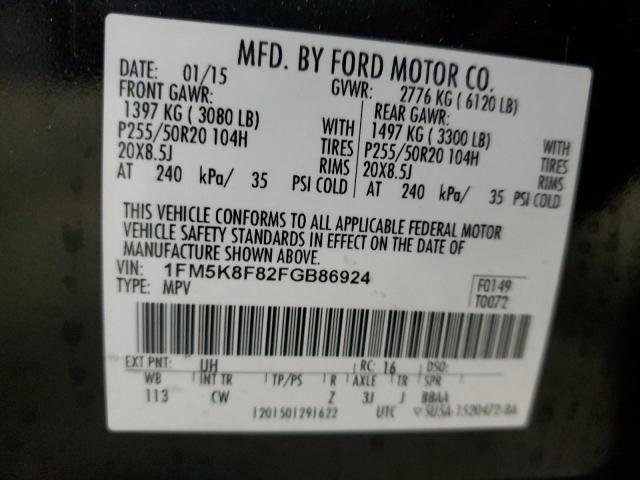 MFD. BY FORD MOTOR CO.
DATE: 01/15 GVWR: 2776 KG ( 6120 LB)
FRONT GAWR: REAR GAWR:
1397 KG ( 3080 LB) WITH 1497 KG ( 3300 LB) WITH
P255/50R20 104H TIRES P255/50R20 104H TIRES
20X8.5J RIMS 20X8.5J RIMS
AT 240 kPa/ 35 PSI COLD AT 240 kPa/ 35 PSI COLD
THIS VEHICLE CONFORMS TO ALL APPLICABLE FEDERAL MOTOR
VEHICLE SAFETY STANDARDS IN EFFECT ON THE DATE OF
MANUFACTURE SHOWN ABOVE.
VIN: 1FM5K8F82FGB86924
TYPE: MPV
F0149
T0072
EXT PNT: UH RC: 16 DSO:
WB INT TR TP/PS R AXLE TR SPR
113 CW Z 3J J BBAA
1201501291622 UTC SU5A-1520472-BA